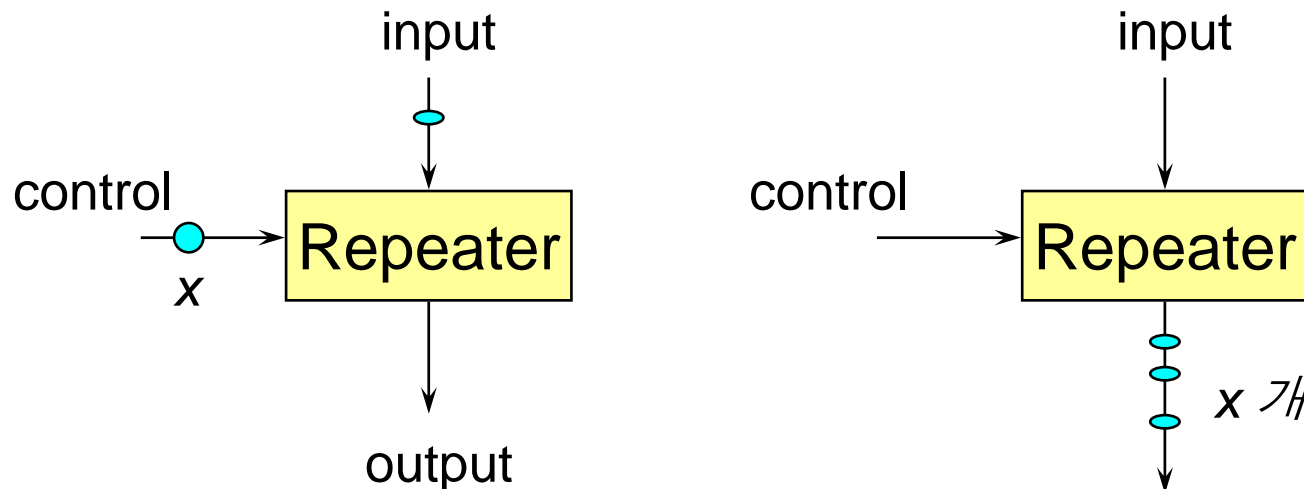 input
control
Repeater
x
output
input
control
Repeater
x 개